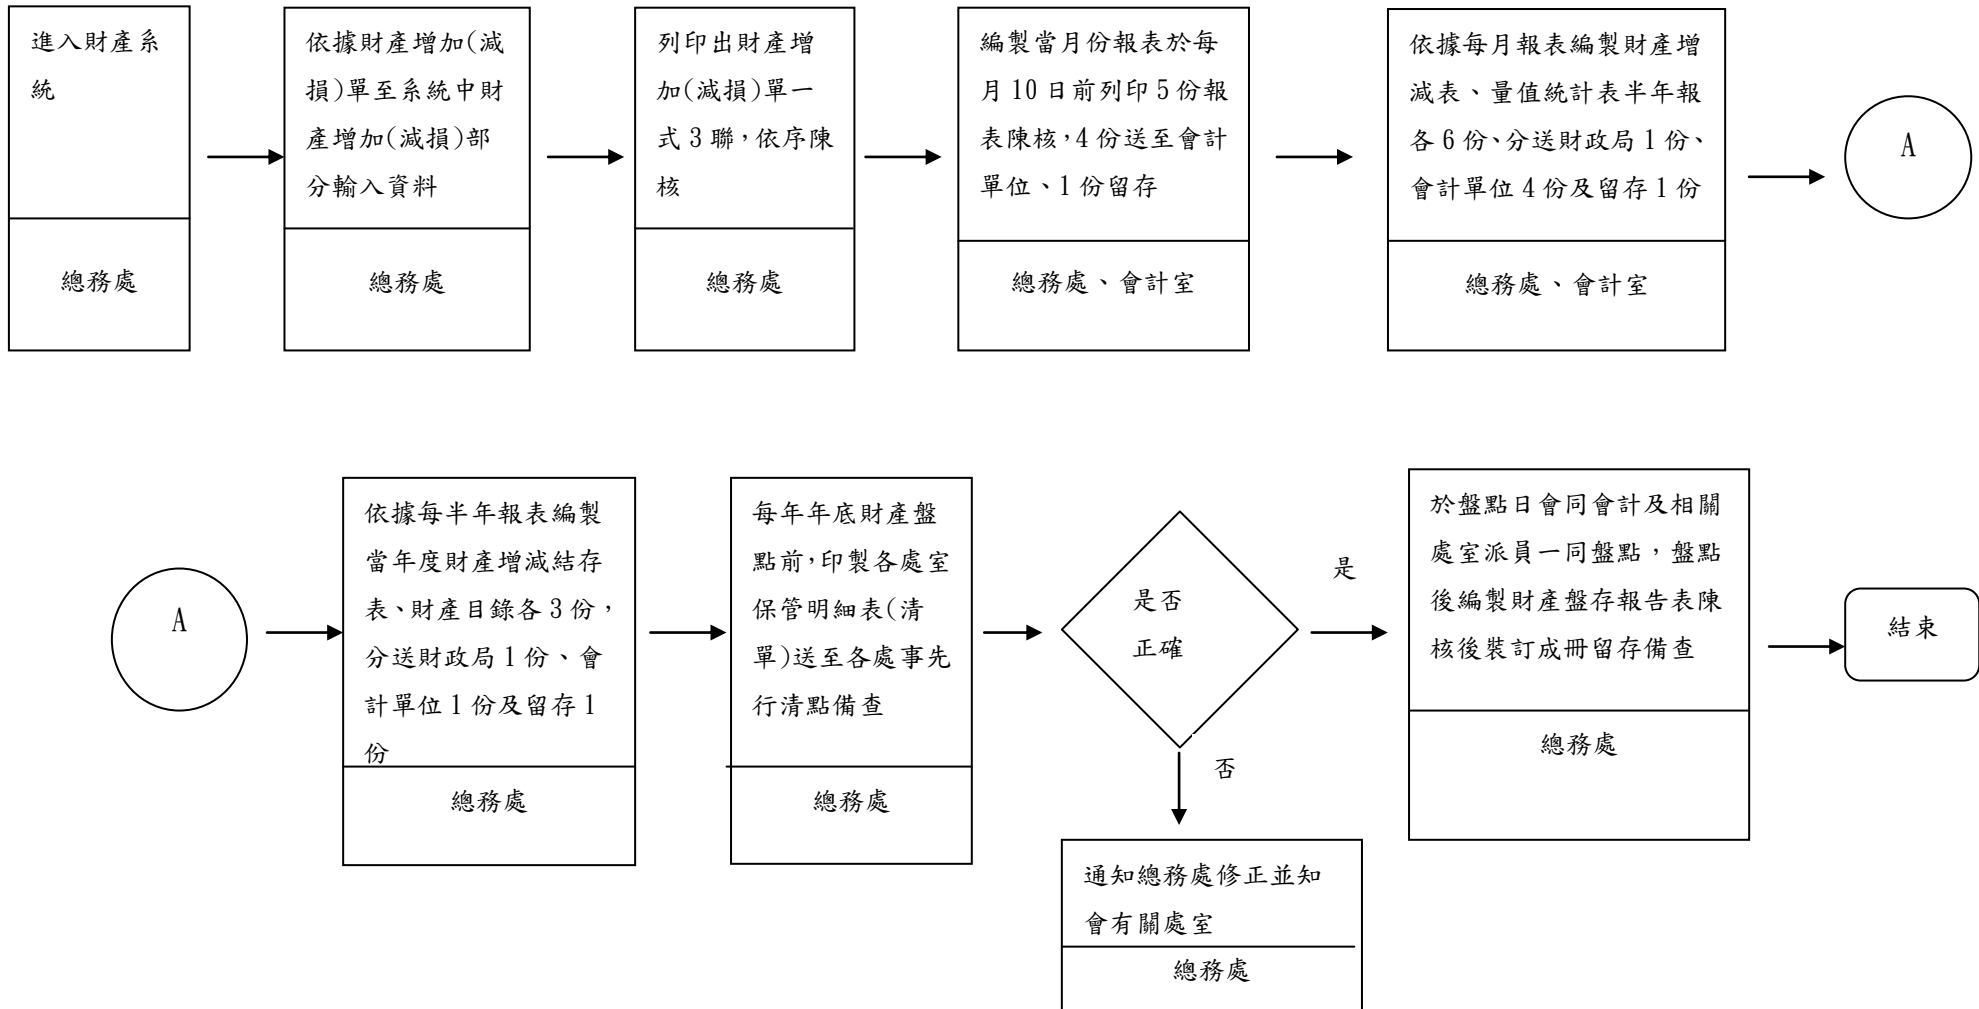 進入財產系
統
總務處
依據財產增加(減
損)單至系統中財
產增加(減損)部
分輸入資料
總務處
列印出財產增
加(減損)單一
式3聯,依序陳
核
總務處
編製當月份報表於每
月10日前列印5份報
表陳核,4份送至會計
單位、1份留存
總務處、會計室
依據每月報表編製財產增
減表、量值統計表半年報
各6份、分送財政局1份、
會計單位4份及留存1份
總務處、會計室
A
A
依據每半年報表編製
當年度財產增減結存
表、財產目錄各3份,
分送財政局1份、會
計單位1份及留存1
份
總務處
每年年底財產盤
點前,印製各處室
保管明細表(清
單)送至各處事先
行清點備查
總務處
是否
正確
是
否
通知總務處修正並知
會有關處室
總務處
於盤點日會同會計及相關
處室派員一同盤點,盤點
後編製財產盤存報告表陳
核後裝訂成冊留存備查
總務處
結束